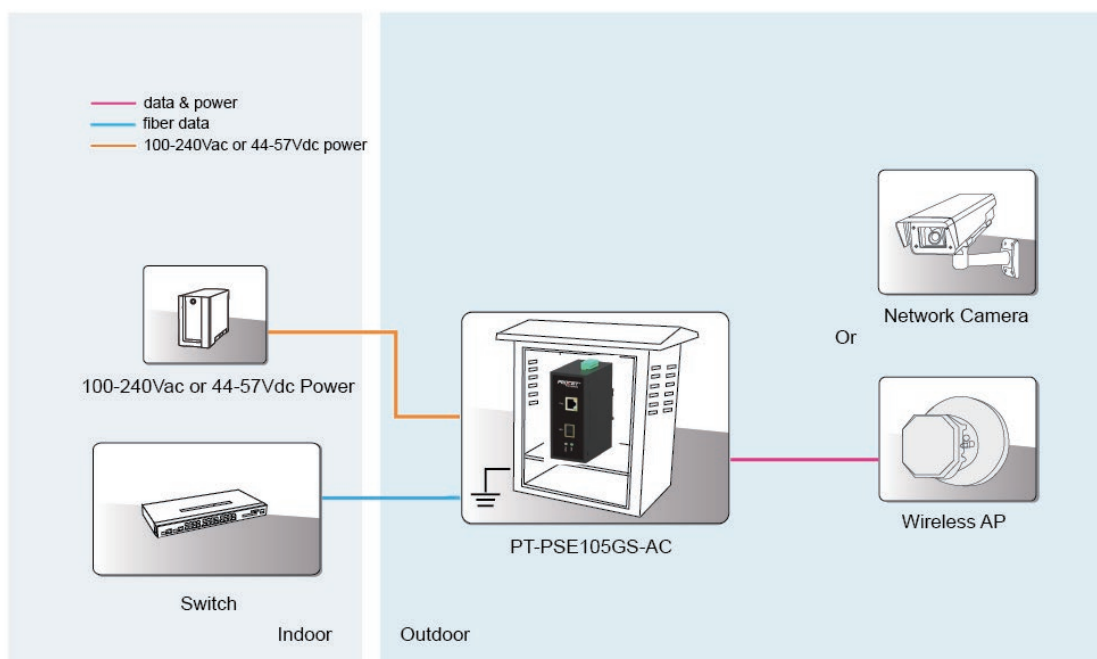 data & power
fiber data
100-240Vac or 44-57Vdc power
Network Camera
Or
100-240Vac or 44-57Vdc Power
Wireless AP
PT-PSE105GS-AC
Switch
Indoor
Outdoor